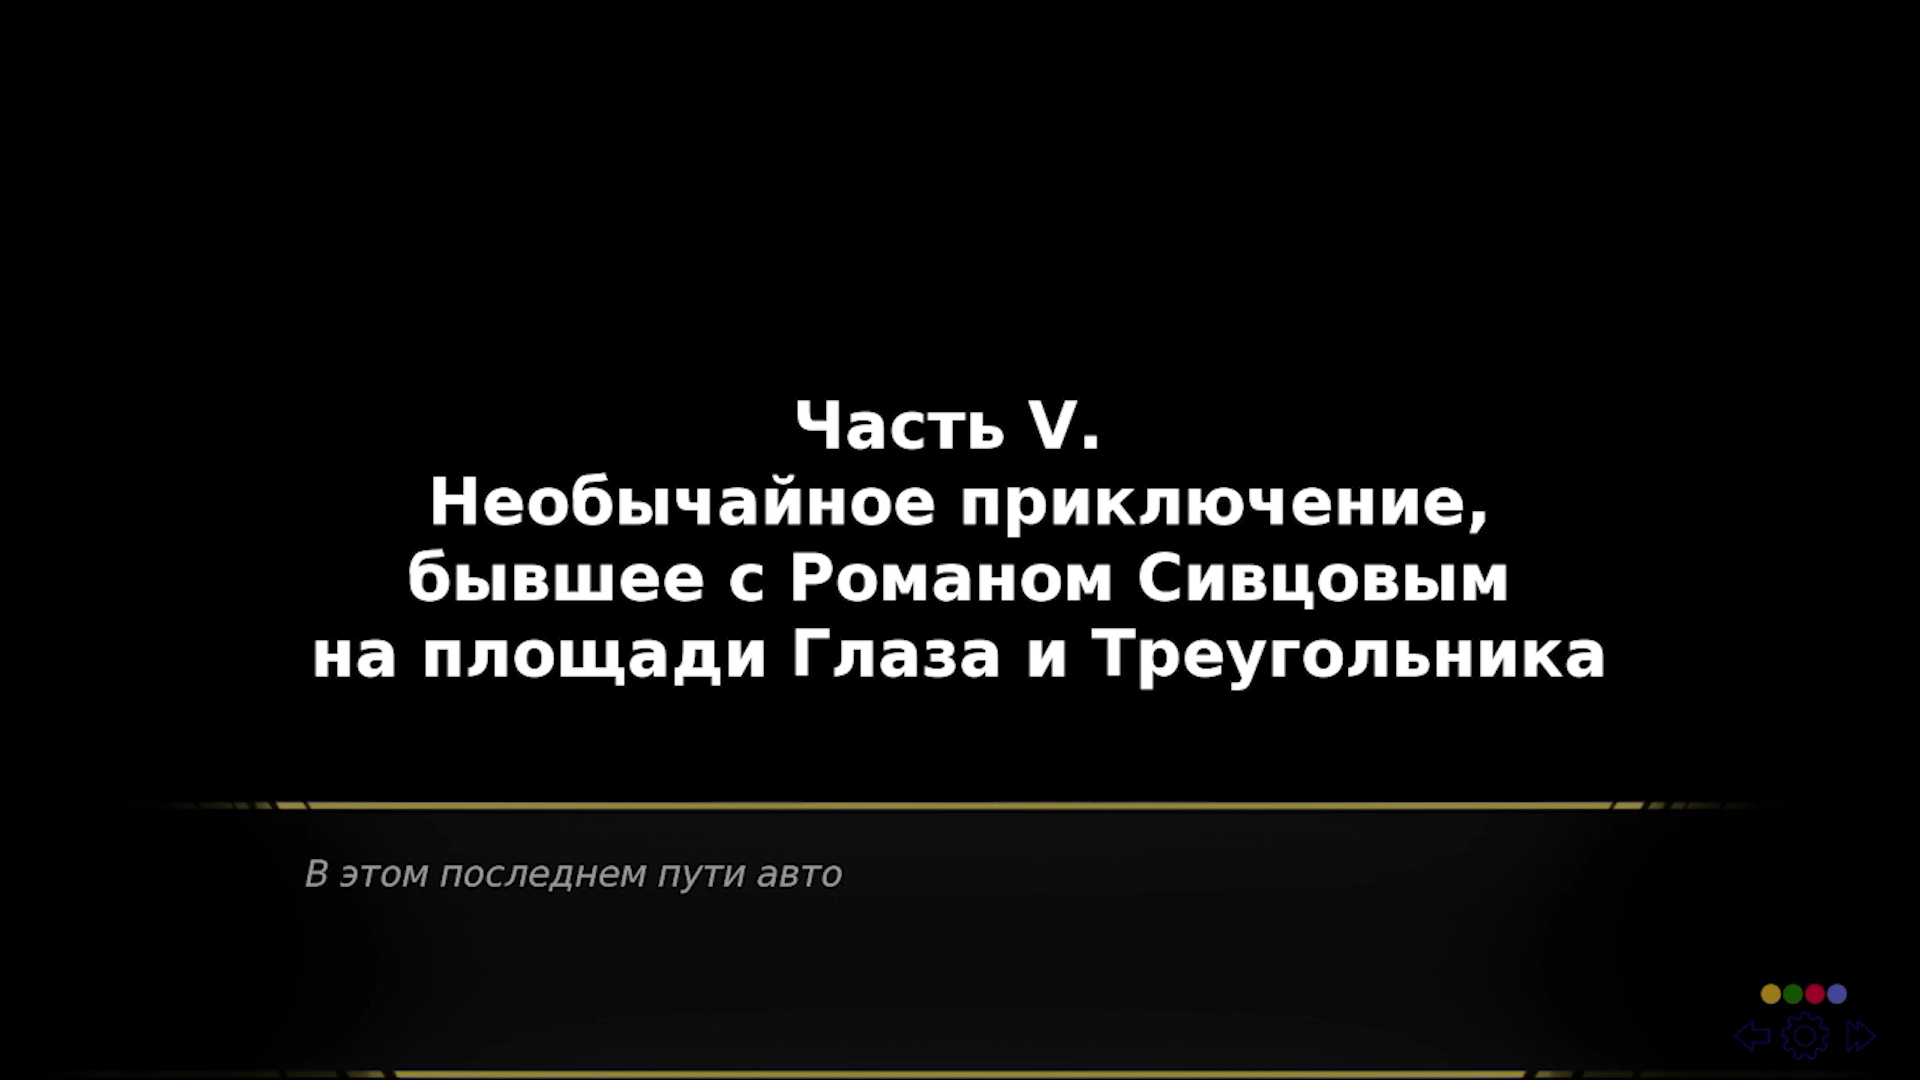 Часть V.
Необычайное приключение,
бывшее с Романом Сивцовым
на площади Глаза и Треугольника
В этом последнем пути авто